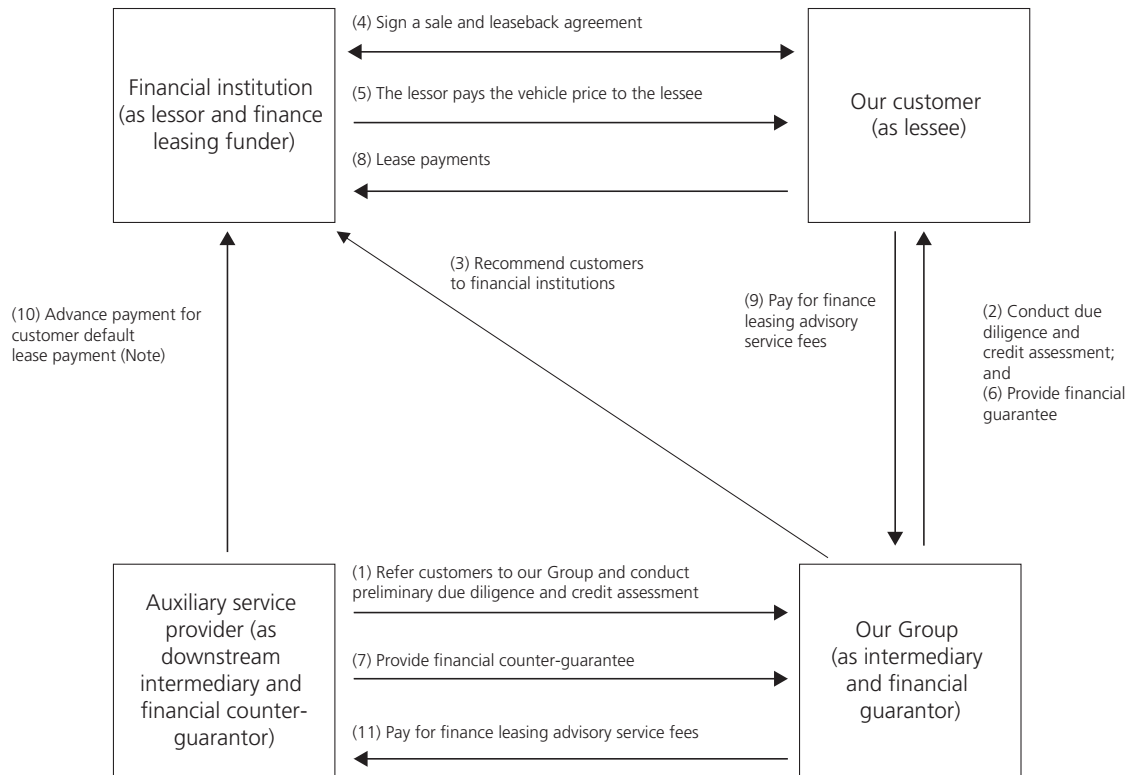 (4) Sign a sale and leaseback agreement
Financial institution
(as lessor and finance
leasing funder)
(5) The lessor pays the vehicle price to the lessee
(8) Lease payments
Our customer
(as lessee)
(3) Recommend customers
to financial institutions
(10) Advance payment for
customer default
lease payment (Note)
(9) Pay for finance
leasing advisory
service fees
(2) Conduct due
diligence and
credit assessment;
and
(6) Provide financial
guarantee
(1) Refer customers to our Group and conduct
preliminary due diligence and credit assessment
Auxiliary service
provider (as
downstream
intermediary and
financial counter-
guarantor)
(7) Provide financial counter-guarantee
(11) Pay for finance leasing advisory service fees
Our Group
(as intermediary
and financial
guarantor)